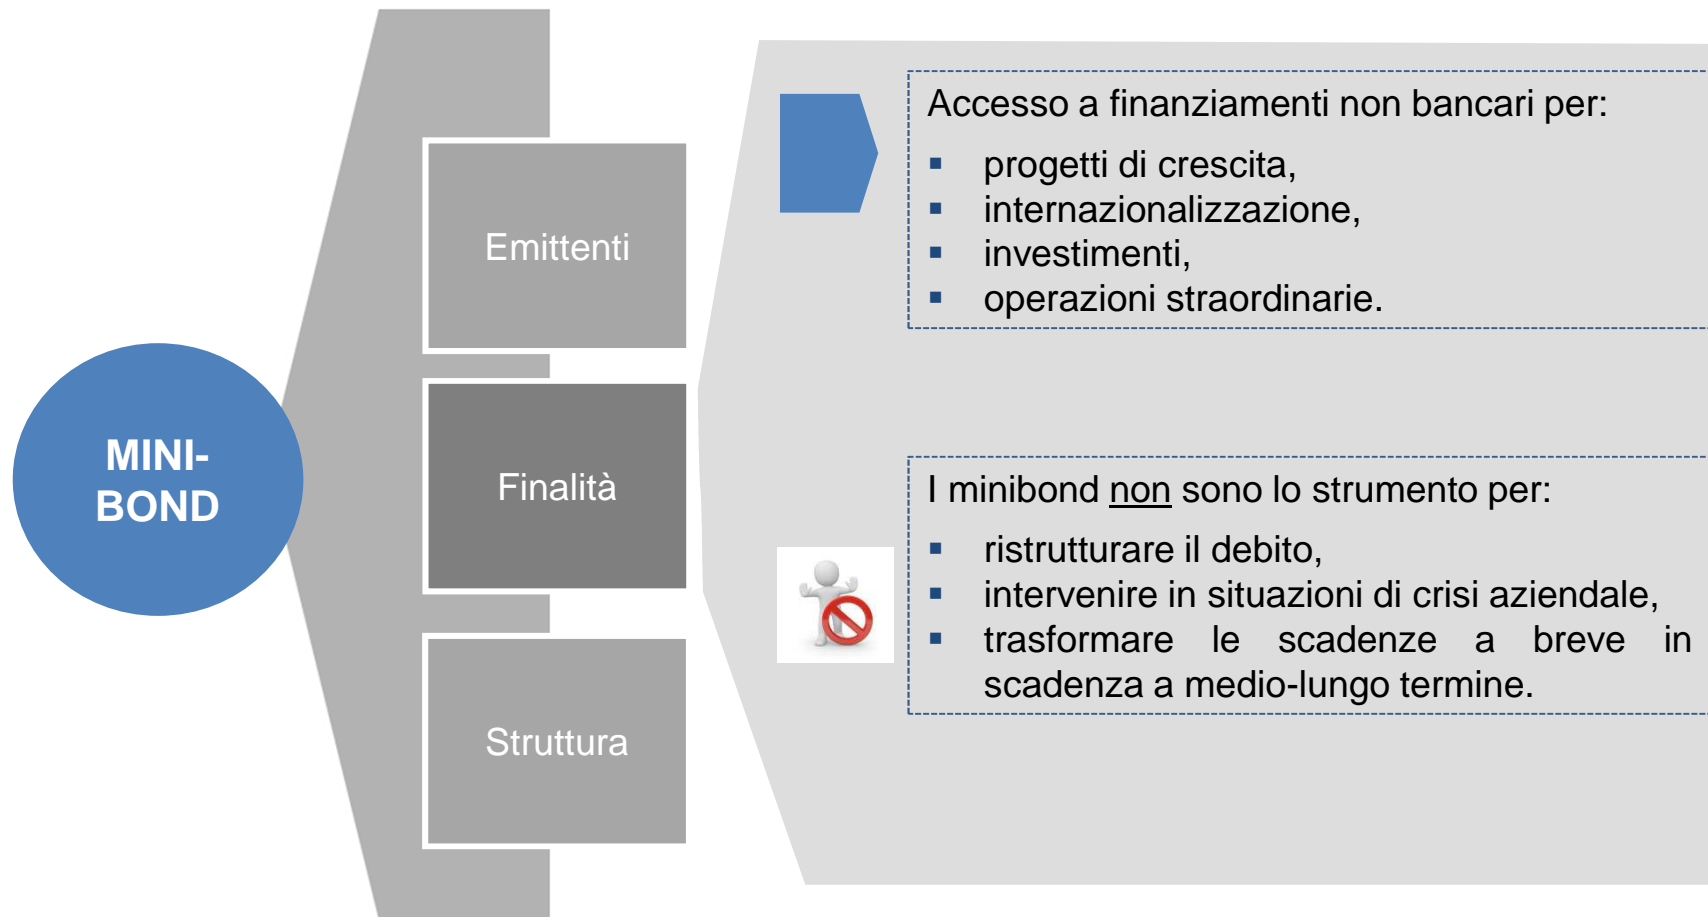 MINI-
BOND
Emittenti
Finalità
Struttura
Accesso a finanziamenti non bancari per:
▪ progetti di crescita,
▪ internazionalizzazione,
▪ investimenti,
▪ operazioni straordinarie.
I minibond non sono lo strumento per:
▪ ristrutturare il debito,
▪ intervenire in situazioni di crisi aziendale,
▪ trasformare le scadenze a breve in
scadenza a medio-lungo termine.